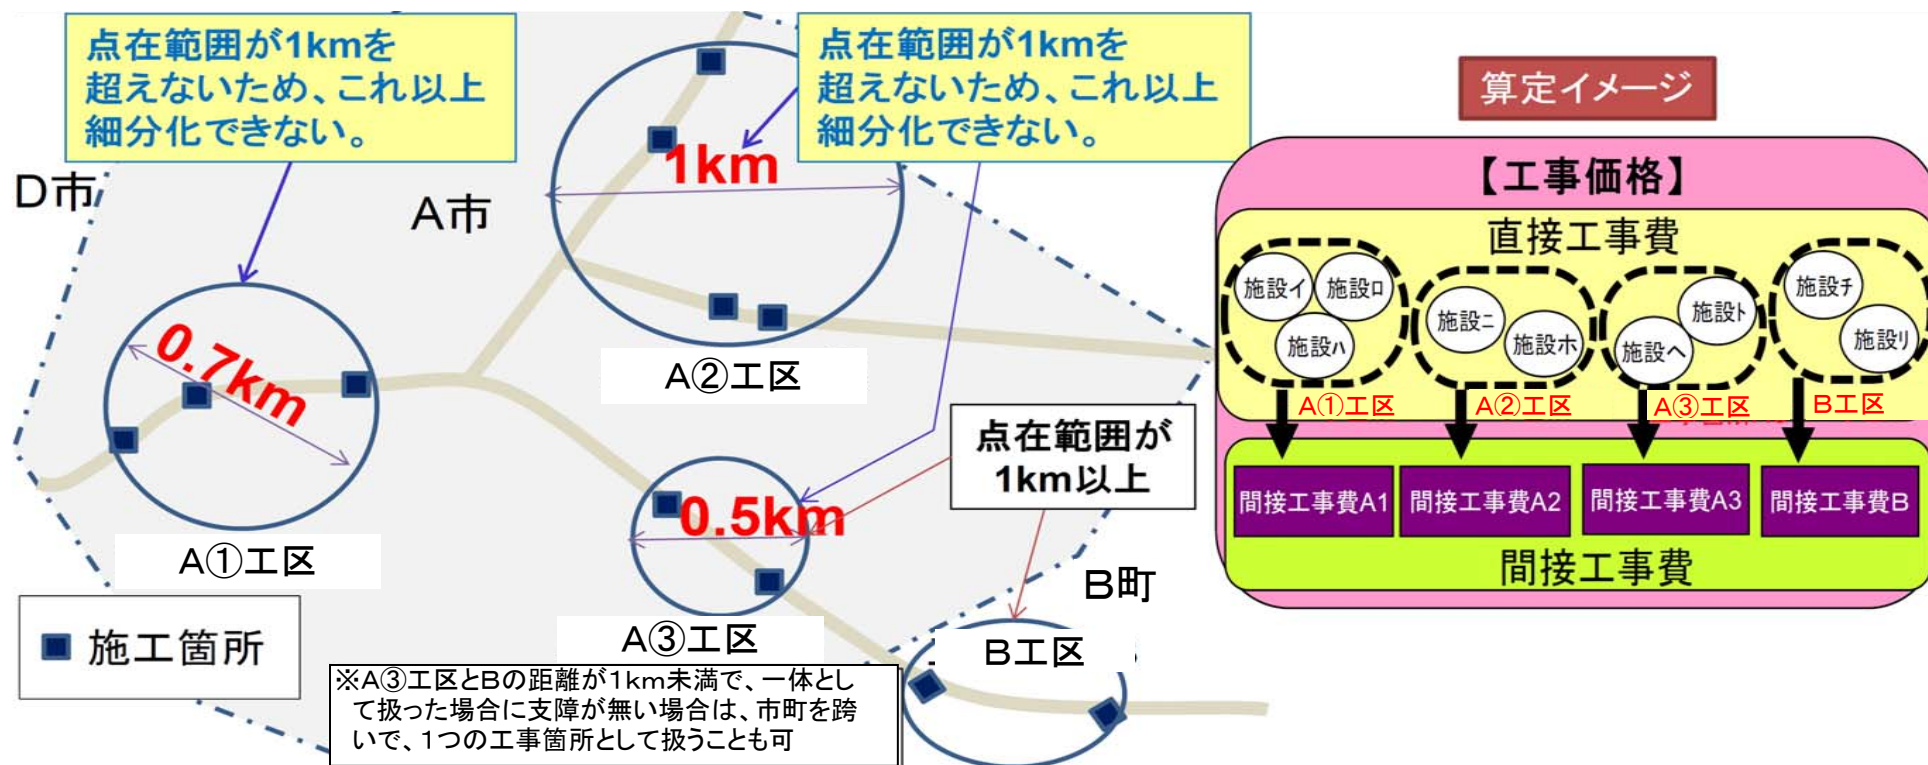 点在範囲が1kmを
超えないため、これ以上
細分化できない。
点在範囲が1kmを
超えないため、これ以上
細分化できない。
D市
A市
1km
0.7km
A②工区
A①工区
0.5km
点在範囲が
1km以上
B町
A③工区
B工区
施工箇所
※A③工区とBの距離が1km未満で、一体とし
て扱った場合に支障が無い場合は、市町を跨
いで、1つの工事箇所として扱うことも可
算定イメージ
【工事価格】
直接工事費
施設イ 施設ロ
施設ハ
施設ニ
施設ホ
施設ト
施設ヘ
施設チ
施設リ
A①工区 A②工区 A③工区 B工区
間接工事費A1 間接工事費A2 間接工事費A3 間接工事費B
間接工事費